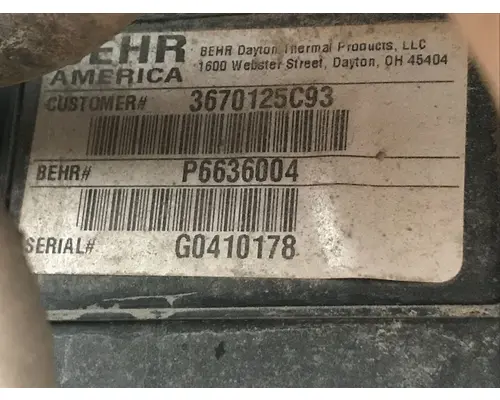 BEHR
AMERICA
BEHR Dayton Thermal Products, LLC
1600 Webster Street, Dayton, OH 45404
CUSTOMER# 3670125C93
BEHR# P6636004
SERIAL# G0410178